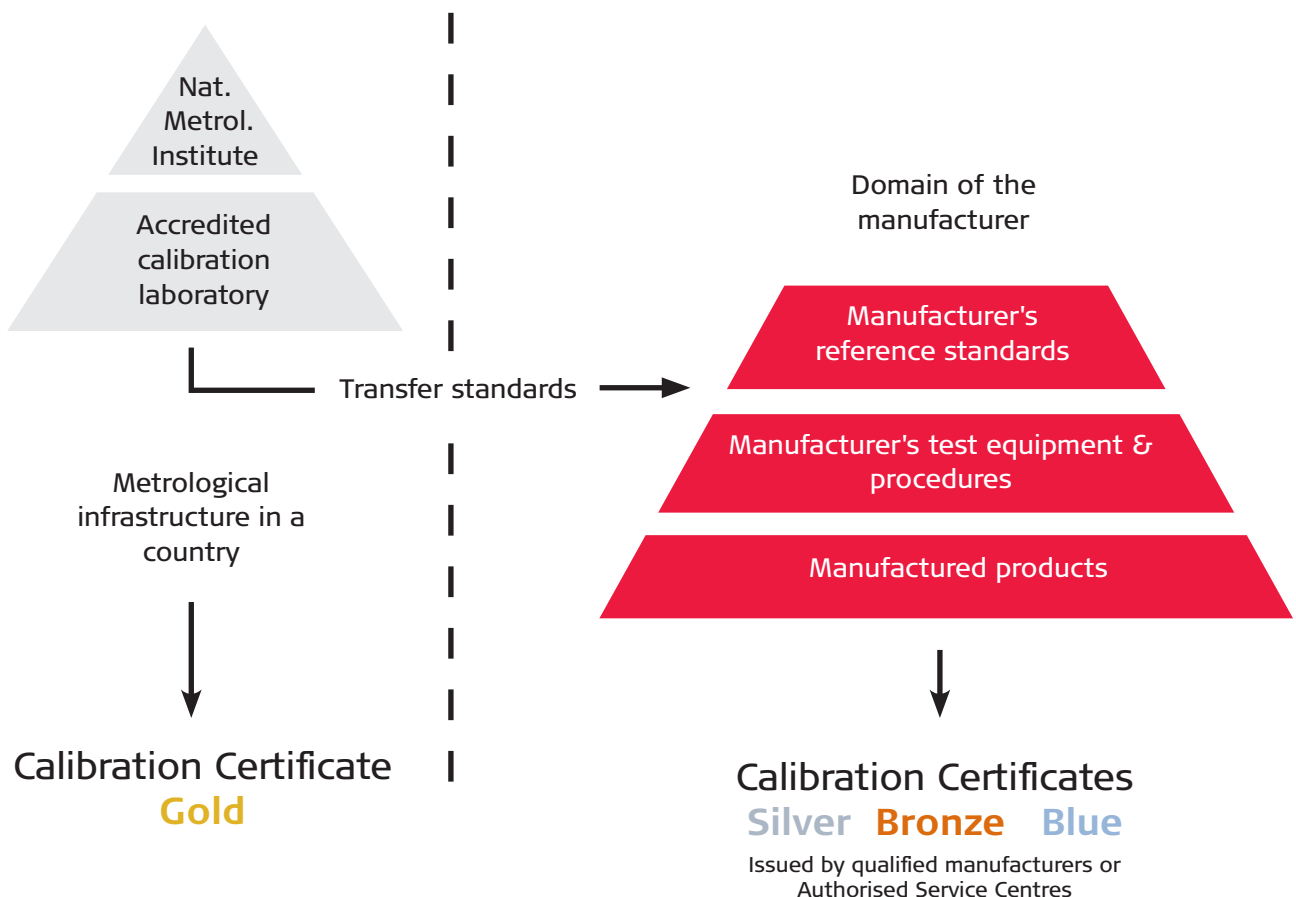 Nat.
Metrol.
Institute
Accredited
calibration
laboratory
Transfer standards
Metrological
infrastructure in a
country
Calibration Certificate
Gold
Domain of the
manufacturer
Manufacturer's
reference standards
Manufacturer's test equipment &
procedures
Manufactured products
Calibration Certificates
Silver Bronze Blue
Issued by qualified manufacturers or
Authorised Service Centres